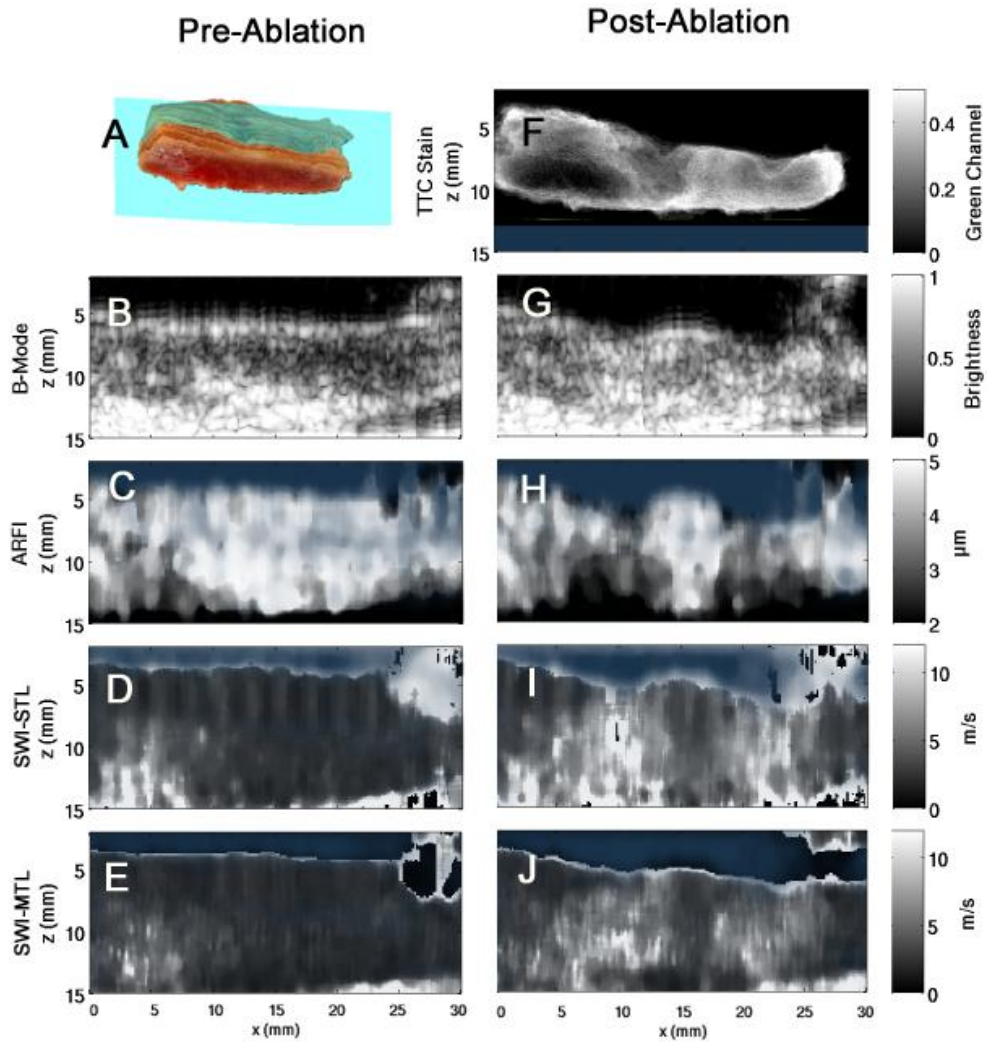 Pre-Ablation
Post-Ablation
A
F
TTC Stain
z (mm)
5
10
15
0.4
0.2
0
Green Channel
B
G
B-Mode
z (mm)
5
10
15
1
0.5
0
Brightness
C
H
ARFI
z (mm)
5
10
15
5
4
3
2
µm
D
I
SWI-STL
z (mm)
5
10
15
10
5
0
m/s
E
J
SWI-MTL
z (mm)
5
10
15
10
5
0
m/s
0 5 10 15 20 25 30
x (mm)
0 5 10 15 20 25 30
x (mm)